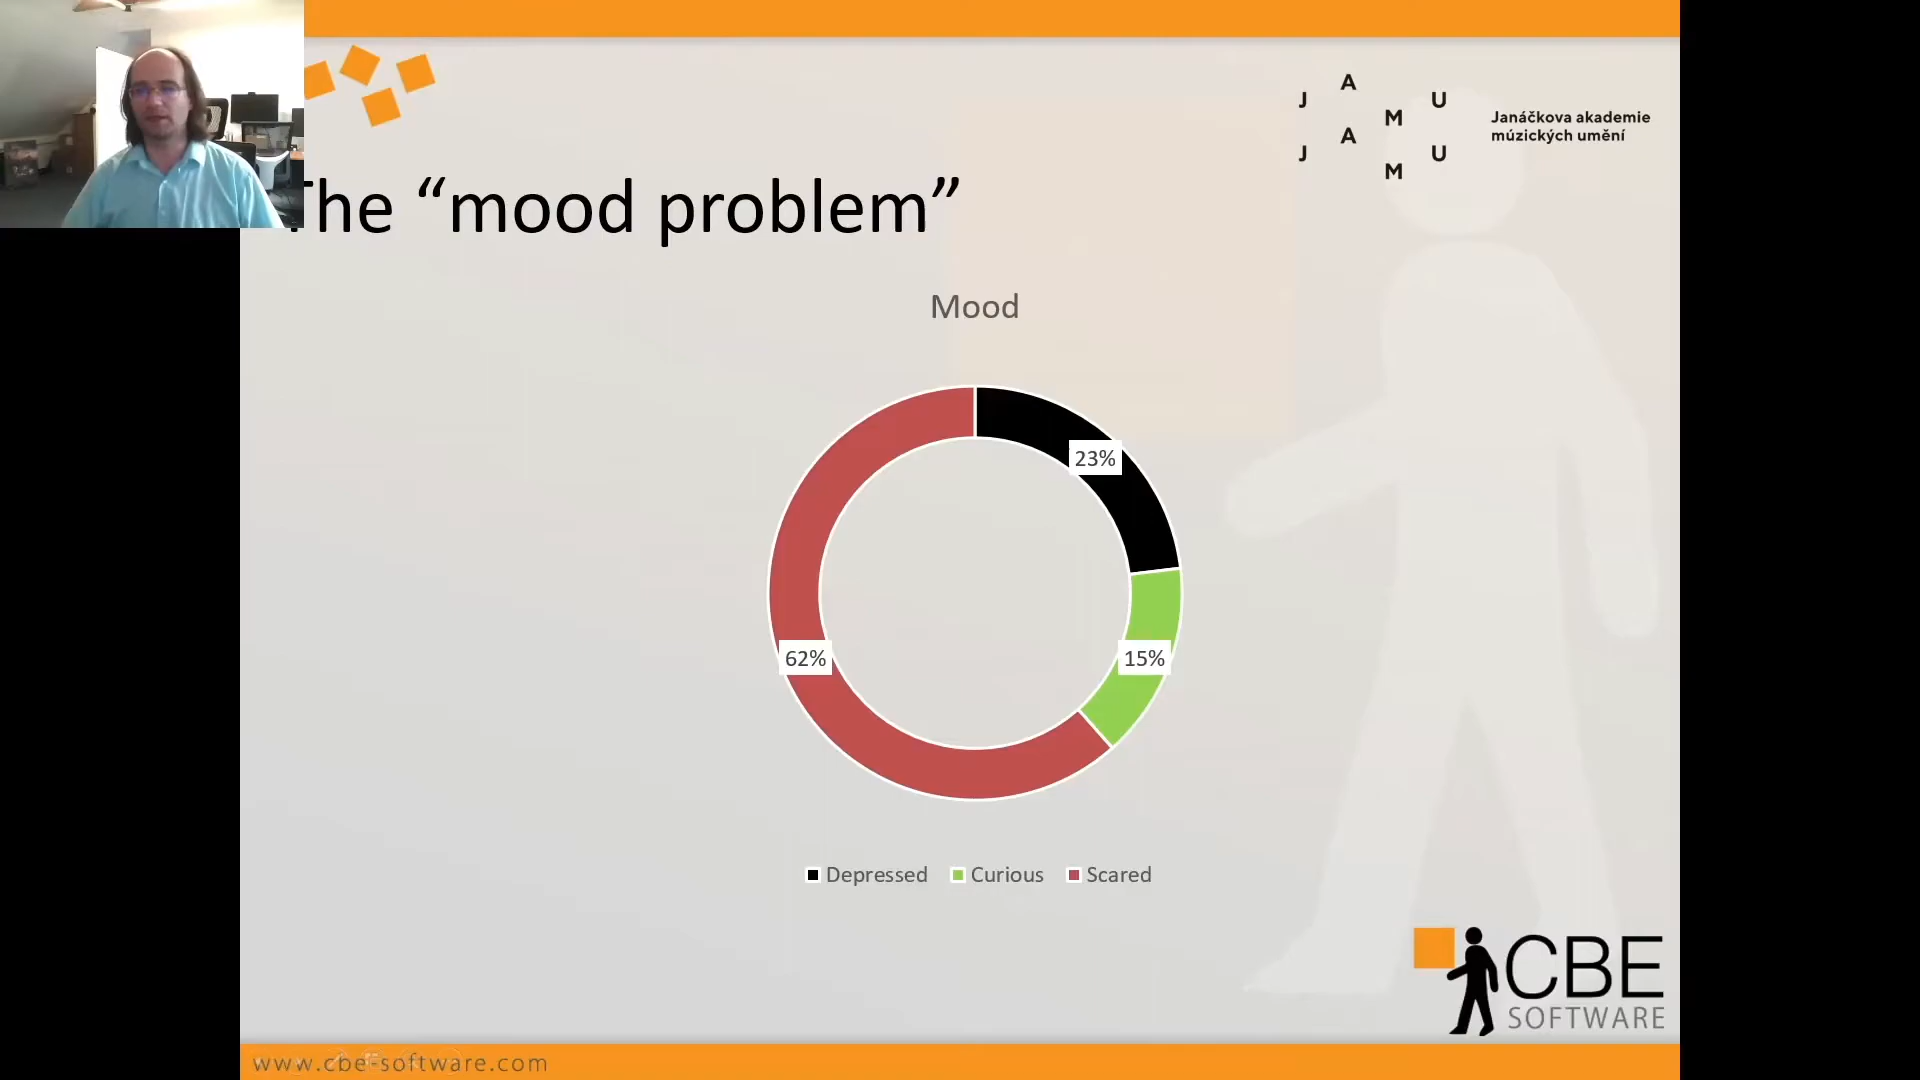 J A M U
J A M U
Janáčkova akademie
múzických umění
The “mood problem”
Mood
23%
15%
62%
Depressed Curious Scared
CBE
SOFTWARE
www.cbe-software.com